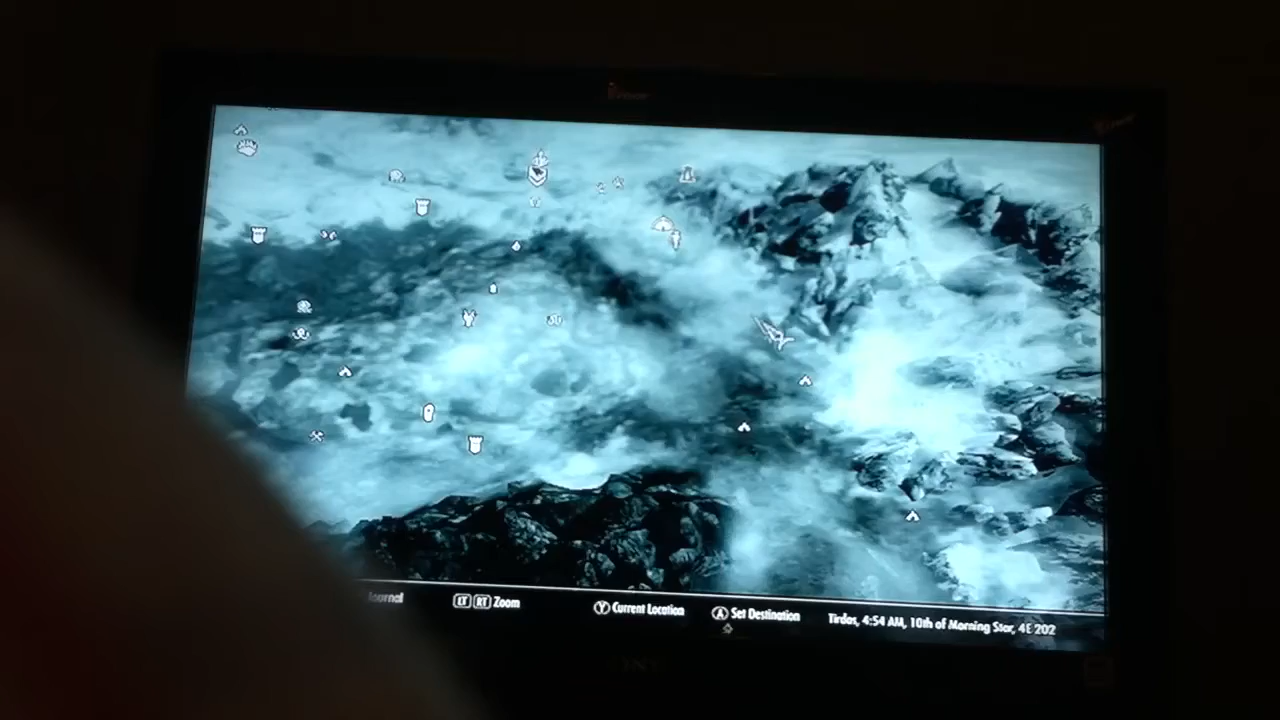 Journal
LT RT Zoom
Y Current Location
A Set Destination
Tirdas, 4:54 AM, 10th of Morning Star, 4E 202